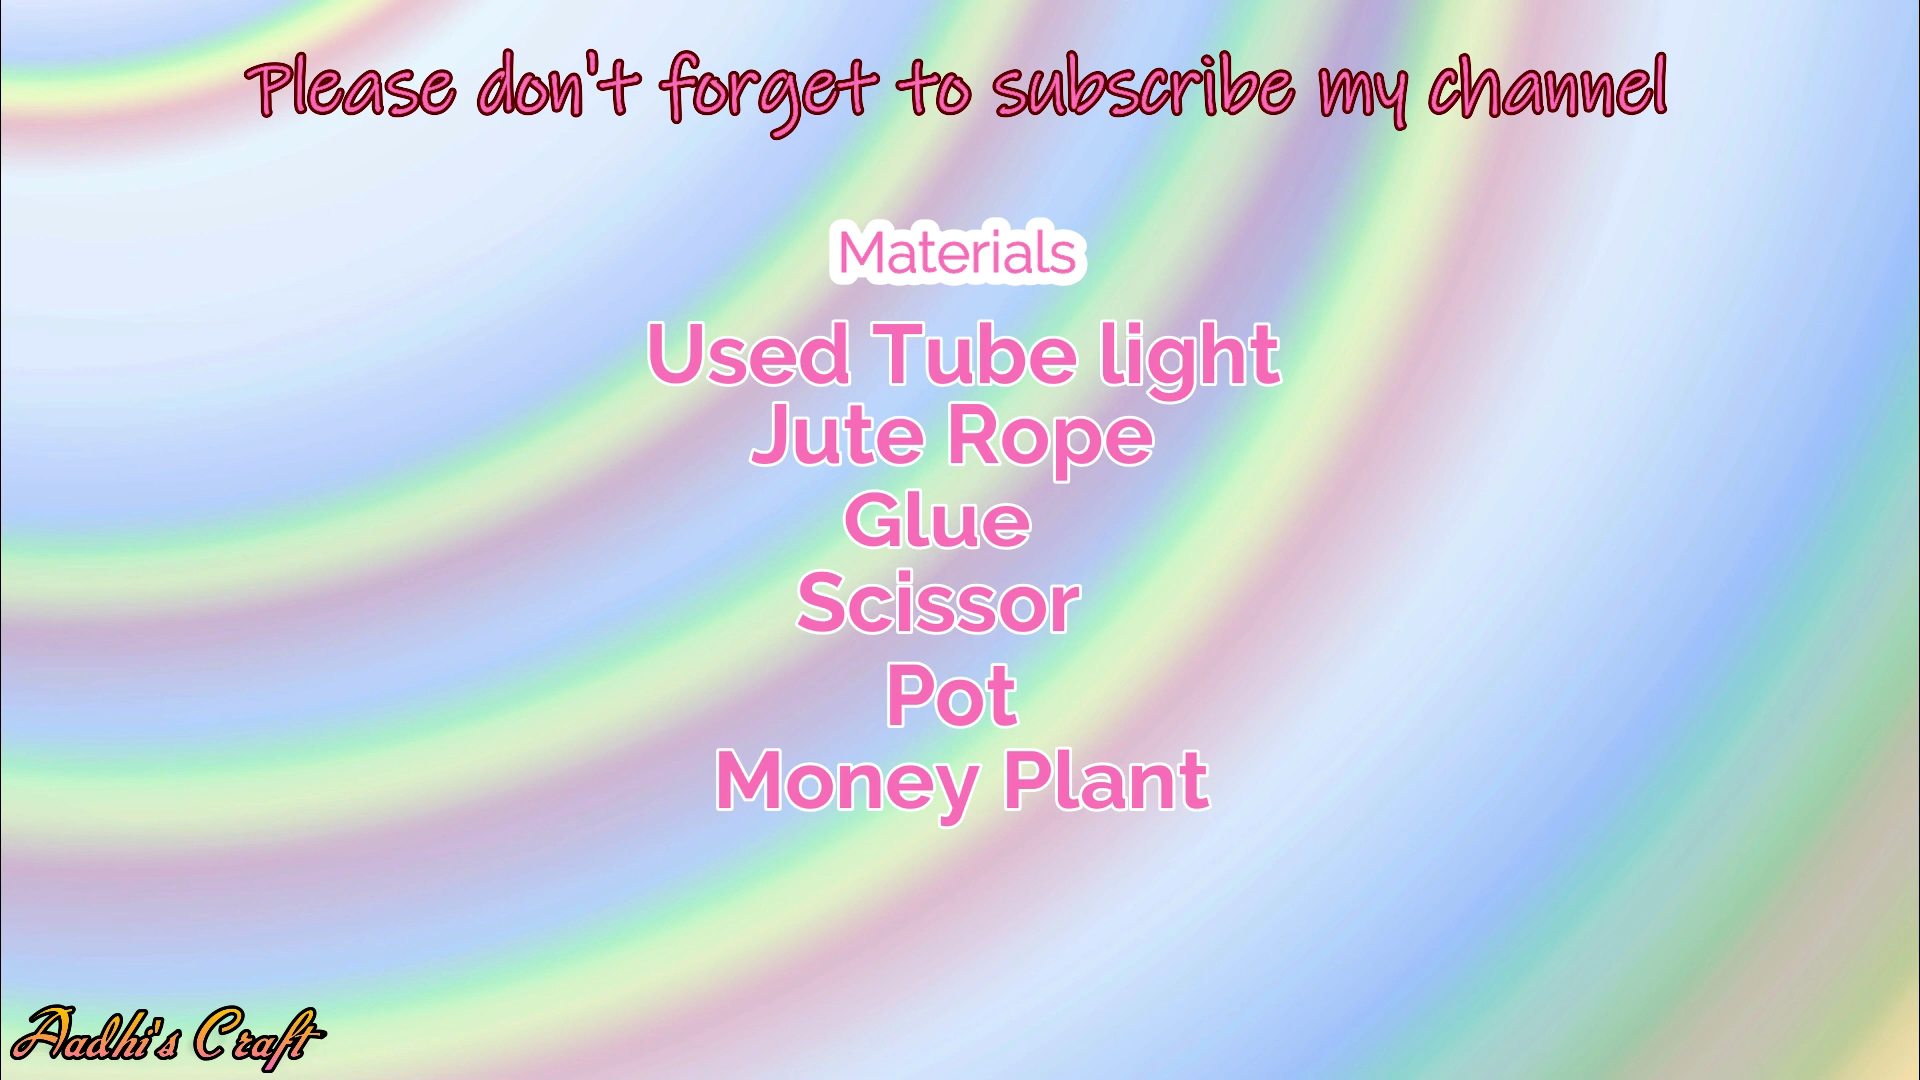 Please don't forget to subscribe my channel
Materials
Used Tube light
Jute Rope
Glue
Scissor
Pot
Money Plant
Aadhi's Craft